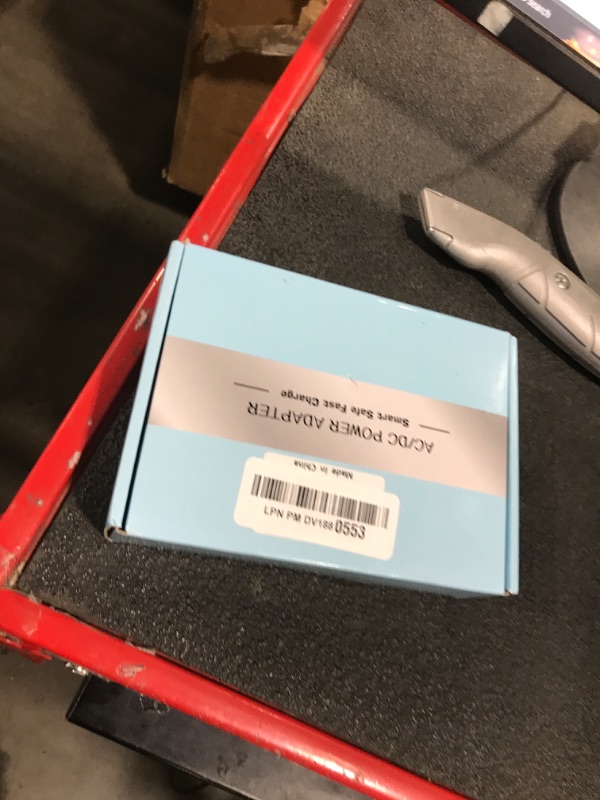 AC/DC POWER ADAPTER
Smart Safe Fast Charge
Made in China
LPN PM DV188 0553